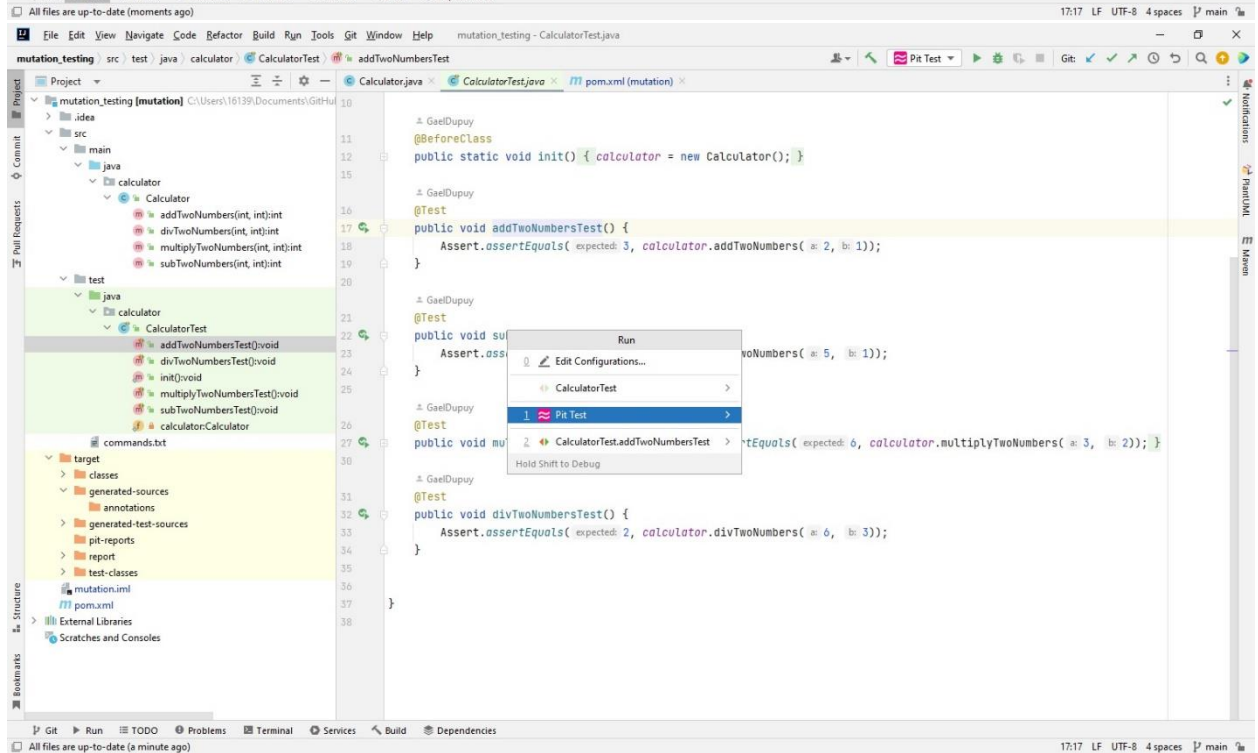 All files are up-to-date (moments ago) 17:17 LF UTF-8 4 spaces main
File Edit View Navigate Code Refactor Build Run Tools Git Window Help mutation_testing - CalculatorTest.java
mutation_testing src test java calculator CalculatorTest addTwoNumbersTest Pit Test Git:
Project Calculator.java CalculatorTest.java pom.xml (mutation)
mutation_testing [mutation] C:\Users\16139\Documents\GitHul
.idea
src
main
java
calculator
Calculator
addTwoNumbers(int, int):int
divTwoNumbers(int, int):int
multiplyTwoNumbers(int, int):int
subTwoNumbers(int, int):int
test
java
calculator
CalculatorTest
addTwoNumbersTest():void
divTwoNumbersTest():void
init():void
multiplyTwoNumbersTest():void
subTwoNumbersTest():void
calculator:Calculator
commands.txt
target
classes
generated-sources
annotations
generated-test-sources
pit-reports
report
test-classes
mutation.iml
pom.xml
External Libraries
Scratches and Consoles
Project
Commit
Pull Requests
Structure
Bookmarks
10
GaelDupuy
11 @BeforeClass
12 public static void init() { calculator = new Calculator(); }
15
GaelDupuy
16 @Test
17 public void addTwoNumbersTest() {
18 Assert.assertEquals( expected: 3, calculator.addTwoNumbers( a: 2, b: 1));
19 }
20
GaelDupuy
21 @Test
22 public void su
23 Assert.ass woNumbers( a: 5, b: 1));
24 }
25
GaelDupuy
26 @Test
27 public void mu rtEquals( expected: 6, calculator.multiplyTwoNumbers( a: 3, b: 2)); }
30
GaelDupuy
31 @Test
32 public void divTwoNumbersTest() {
33 Assert.assertEquals( expected: 2, calculator.divTwoNumbers( a: 6, b: 3));
34 }
35
36
37 }
38
Run
0 Edit Configurations...
CalculatorTest
1 Pit Test
2 CalculatorTest.addTwoNumbersTest
Hold Shift to Debug
Notifications
PlantUML
Maven
Git Run TODO Problems Terminal Services Build Dependencies
All files are up-to-date (a minute ago) 17:17 LF UTF-8 4 spaces main